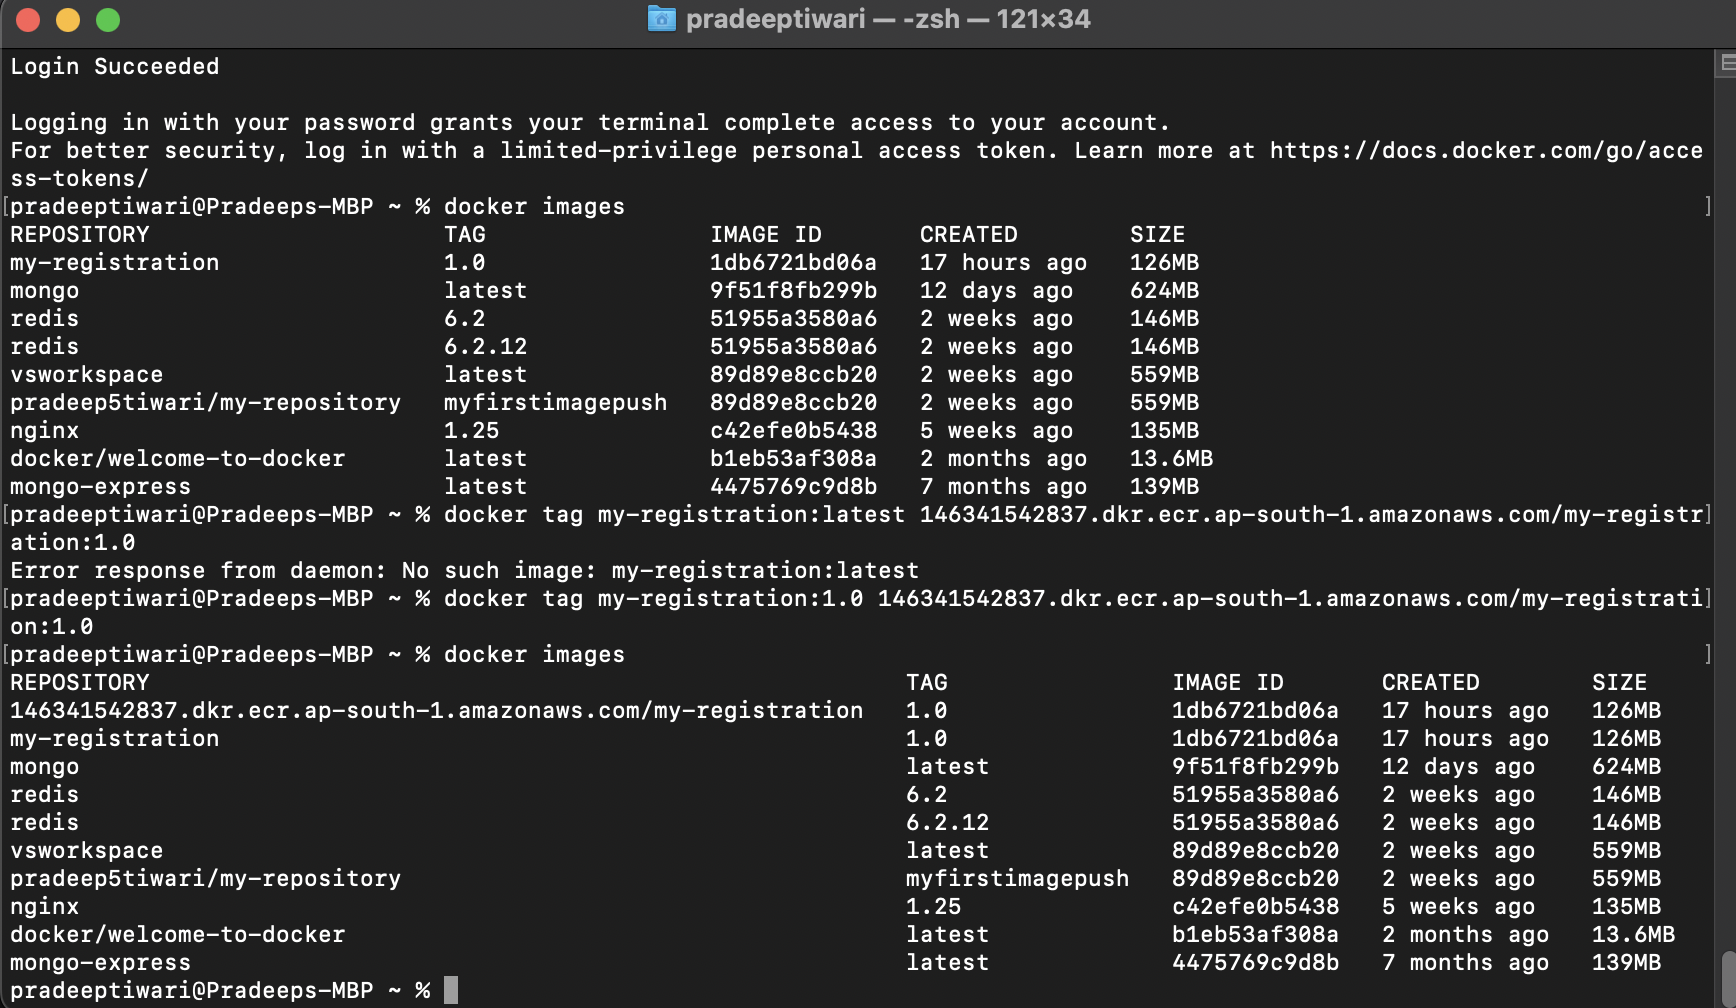 pradeeptiwari — -zsh — 121×34
Login Succeeded
Logging in with your password grants your terminal complete access to your account.
For better security, log in with a limited-privilege personal access token. Learn more at https://docs.docker.com/go/acce
ss-tokens/
[pradeeptiwari@Pradeeps-MBP ~ % docker images ]
REPOSITORY TAG IMAGE ID CREATED SIZE
my-registration 1.0 1db6721bd06a 17 hours ago 126MB
mongo latest 9f51f8fb299b 12 days ago 624MB
redis 6.2 51955a3580a6 2 weeks ago 146MB
redis 6.2.12 51955a3580a6 2 weeks ago 146MB
vsworkspace latest 89d89e8ccb20 2 weeks ago 559MB
pradeep5tiwari/my-repository myfirstimagepush 89d89e8ccb20 2 weeks ago 559MB
nginx 1.25 c42efe0b5438 5 weeks ago 135MB
docker/welcome-to-docker latest b1eb53af308a 2 months ago 13.6MB
mongo-express latest 4475769c9d8b 7 months ago 139MB
[pradeeptiwari@Pradeeps-MBP ~ % docker tag my-registration:latest 146341542837.dkr.ecr.ap-south-1.amazonaws.com/my-registr]
ation:1.0
Error response from daemon: No such image: my-registration:latest
[pradeeptiwari@Pradeeps-MBP ~ % docker tag my-registration:1.0 146341542837.dkr.ecr.ap-south-1.amazonaws.com/my-registrati]
on:1.0
[pradeeptiwari@Pradeeps-MBP ~ % docker images ]
REPOSITORY TAG IMAGE ID CREATED SIZE
146341542837.dkr.ecr.ap-south-1.amazonaws.com/my-registration 1.0 1db6721bd06a 17 hours ago 126MB
my-registration 1.0 1db6721bd06a 17 hours ago 126MB
mongo latest 9f51f8fb299b 12 days ago 624MB
redis 6.2 51955a3580a6 2 weeks ago 146MB
redis 6.2.12 51955a3580a6 2 weeks ago 146MB
vsworkspace latest 89d89e8ccb20 2 weeks ago 559MB
pradeep5tiwari/my-repository myfirstimagepush 89d89e8ccb20 2 weeks ago 559MB
nginx 1.25 c42efe0b5438 5 weeks ago 135MB
docker/welcome-to-docker latest b1eb53af308a 2 months ago 13.6MB
mongo-express latest 4475769c9d8b 7 months ago 139MB
pradeeptiwari@Pradeeps-MBP ~ %